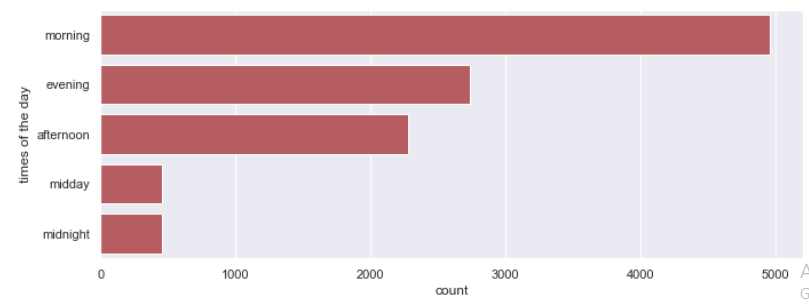 morning
evening
afternoon
midday
midnight
times of the day
0 1000 2000 3000 4000 5000
count